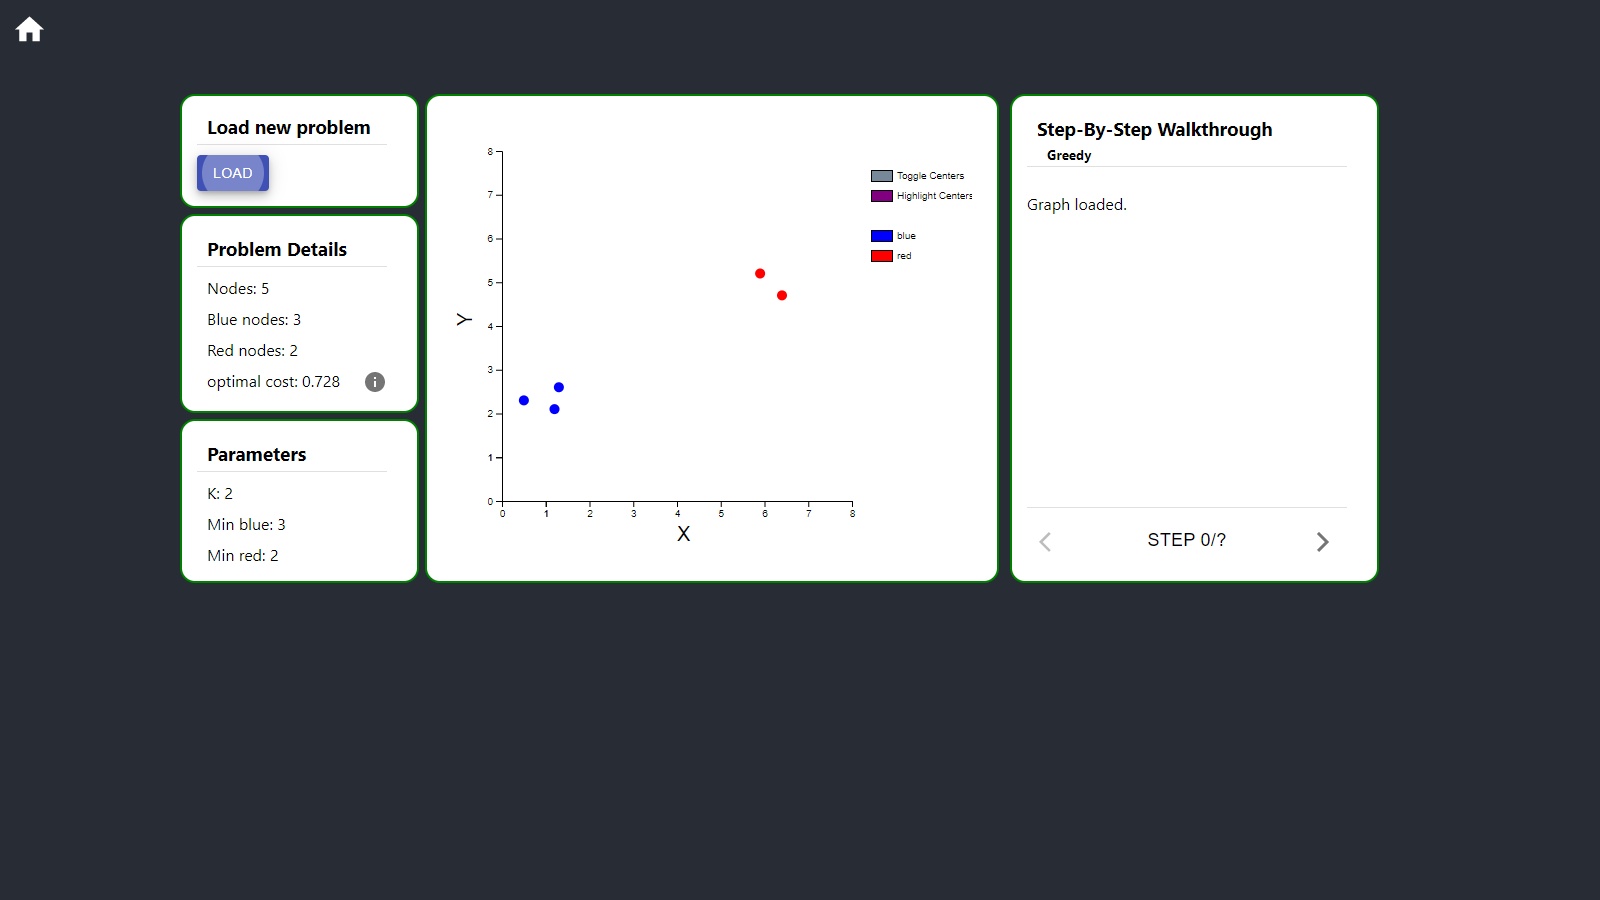 Load new problem
LOAD
Problem Details
Nodes: 5
Blue nodes: 3
Red nodes: 2
optimal cost: 0.728
Parameters
K: 2
Min blue: 3
Min red: 2
8
7
6
5
4
3
2
1
0
Y
0 1 2 3 4 5 6 7 8
X
Toggle Centers
Highlight Centers
blue
red
Step-By-Step Walkthrough
Greedy
Graph loaded.
STEP 0/?